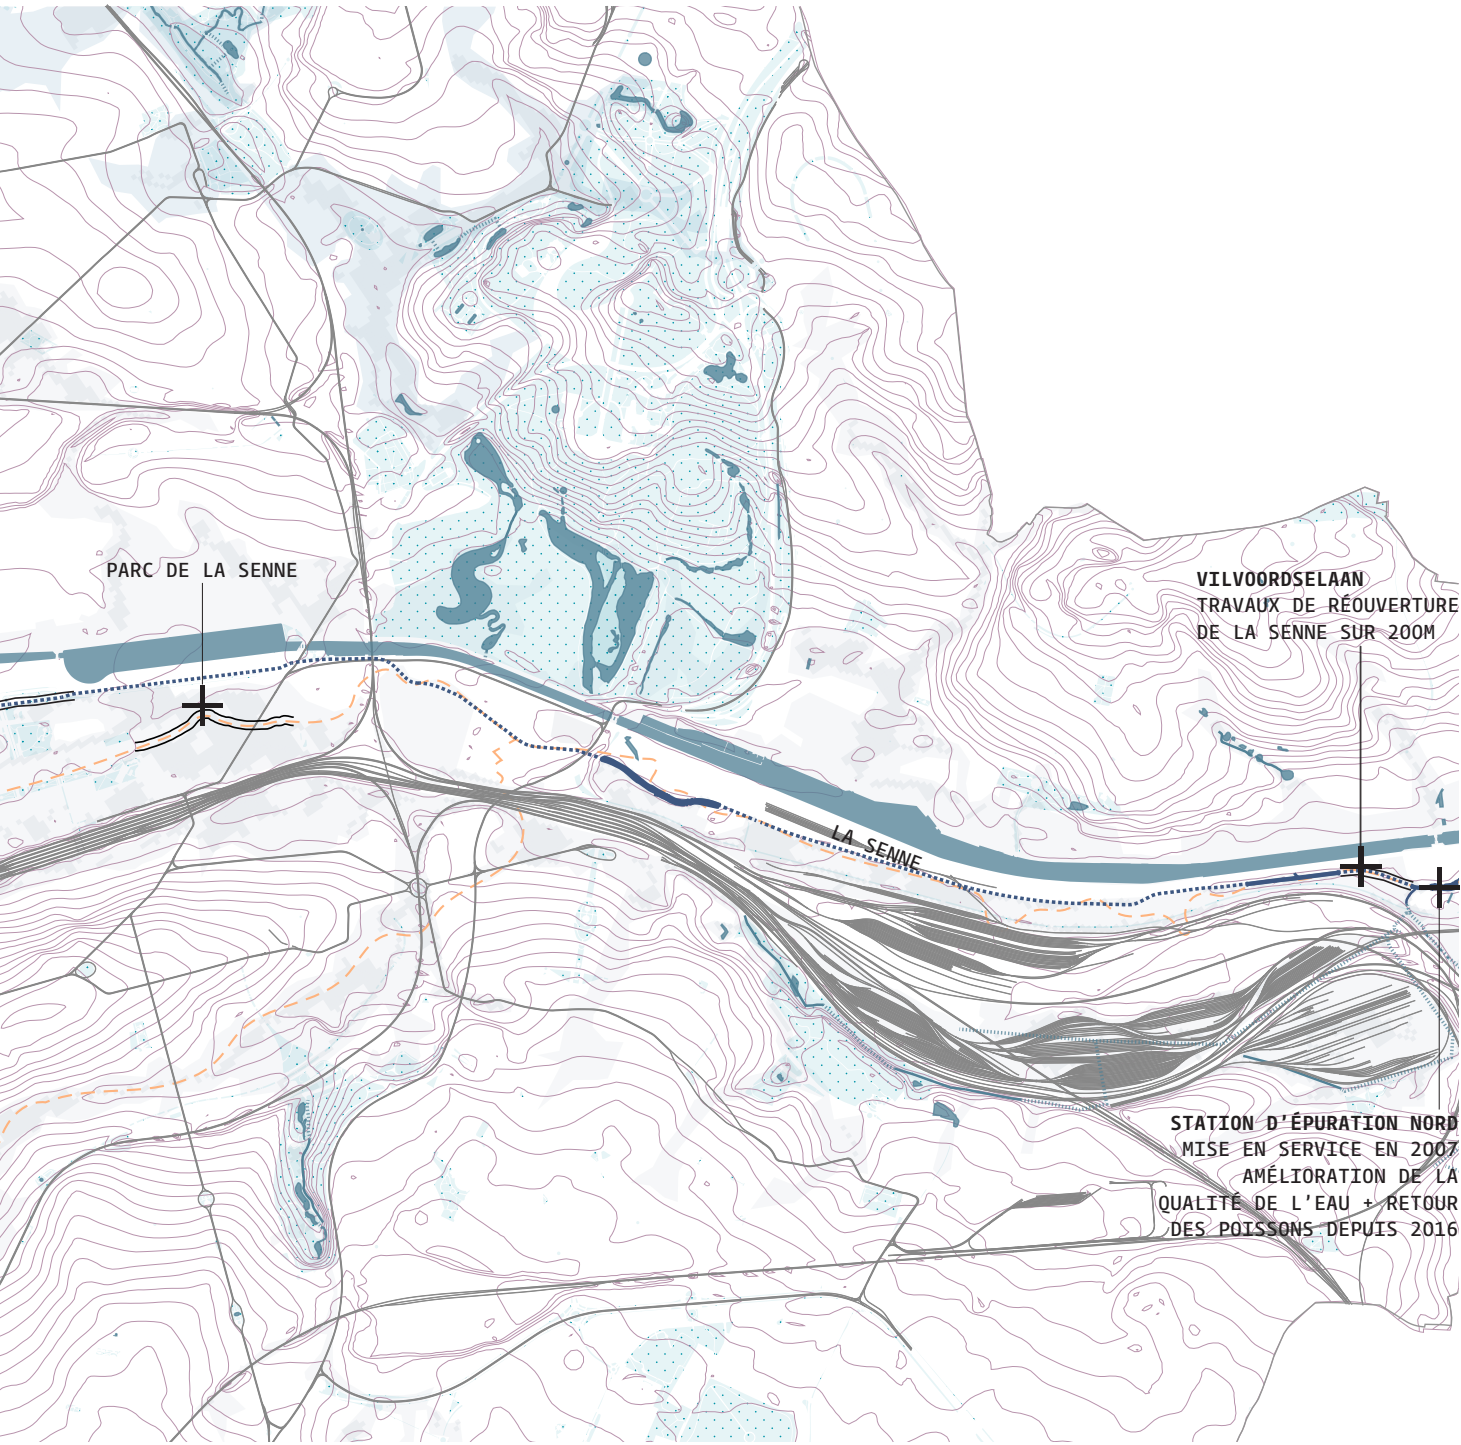 PARC DE LA SENNE
VILVOORDSELAAN
TRAVAUX DE RÉOUVERTURE
DE LA SENNE SUR 200M
LA SENNE
STATION D'ÉPURATION NORD
MISE EN SERVICE EN 2007
AMÉLIORATION DE LA
QUALITÉ DE L'EAU + RETOUR
DES POISSONS DEPUIS 2016